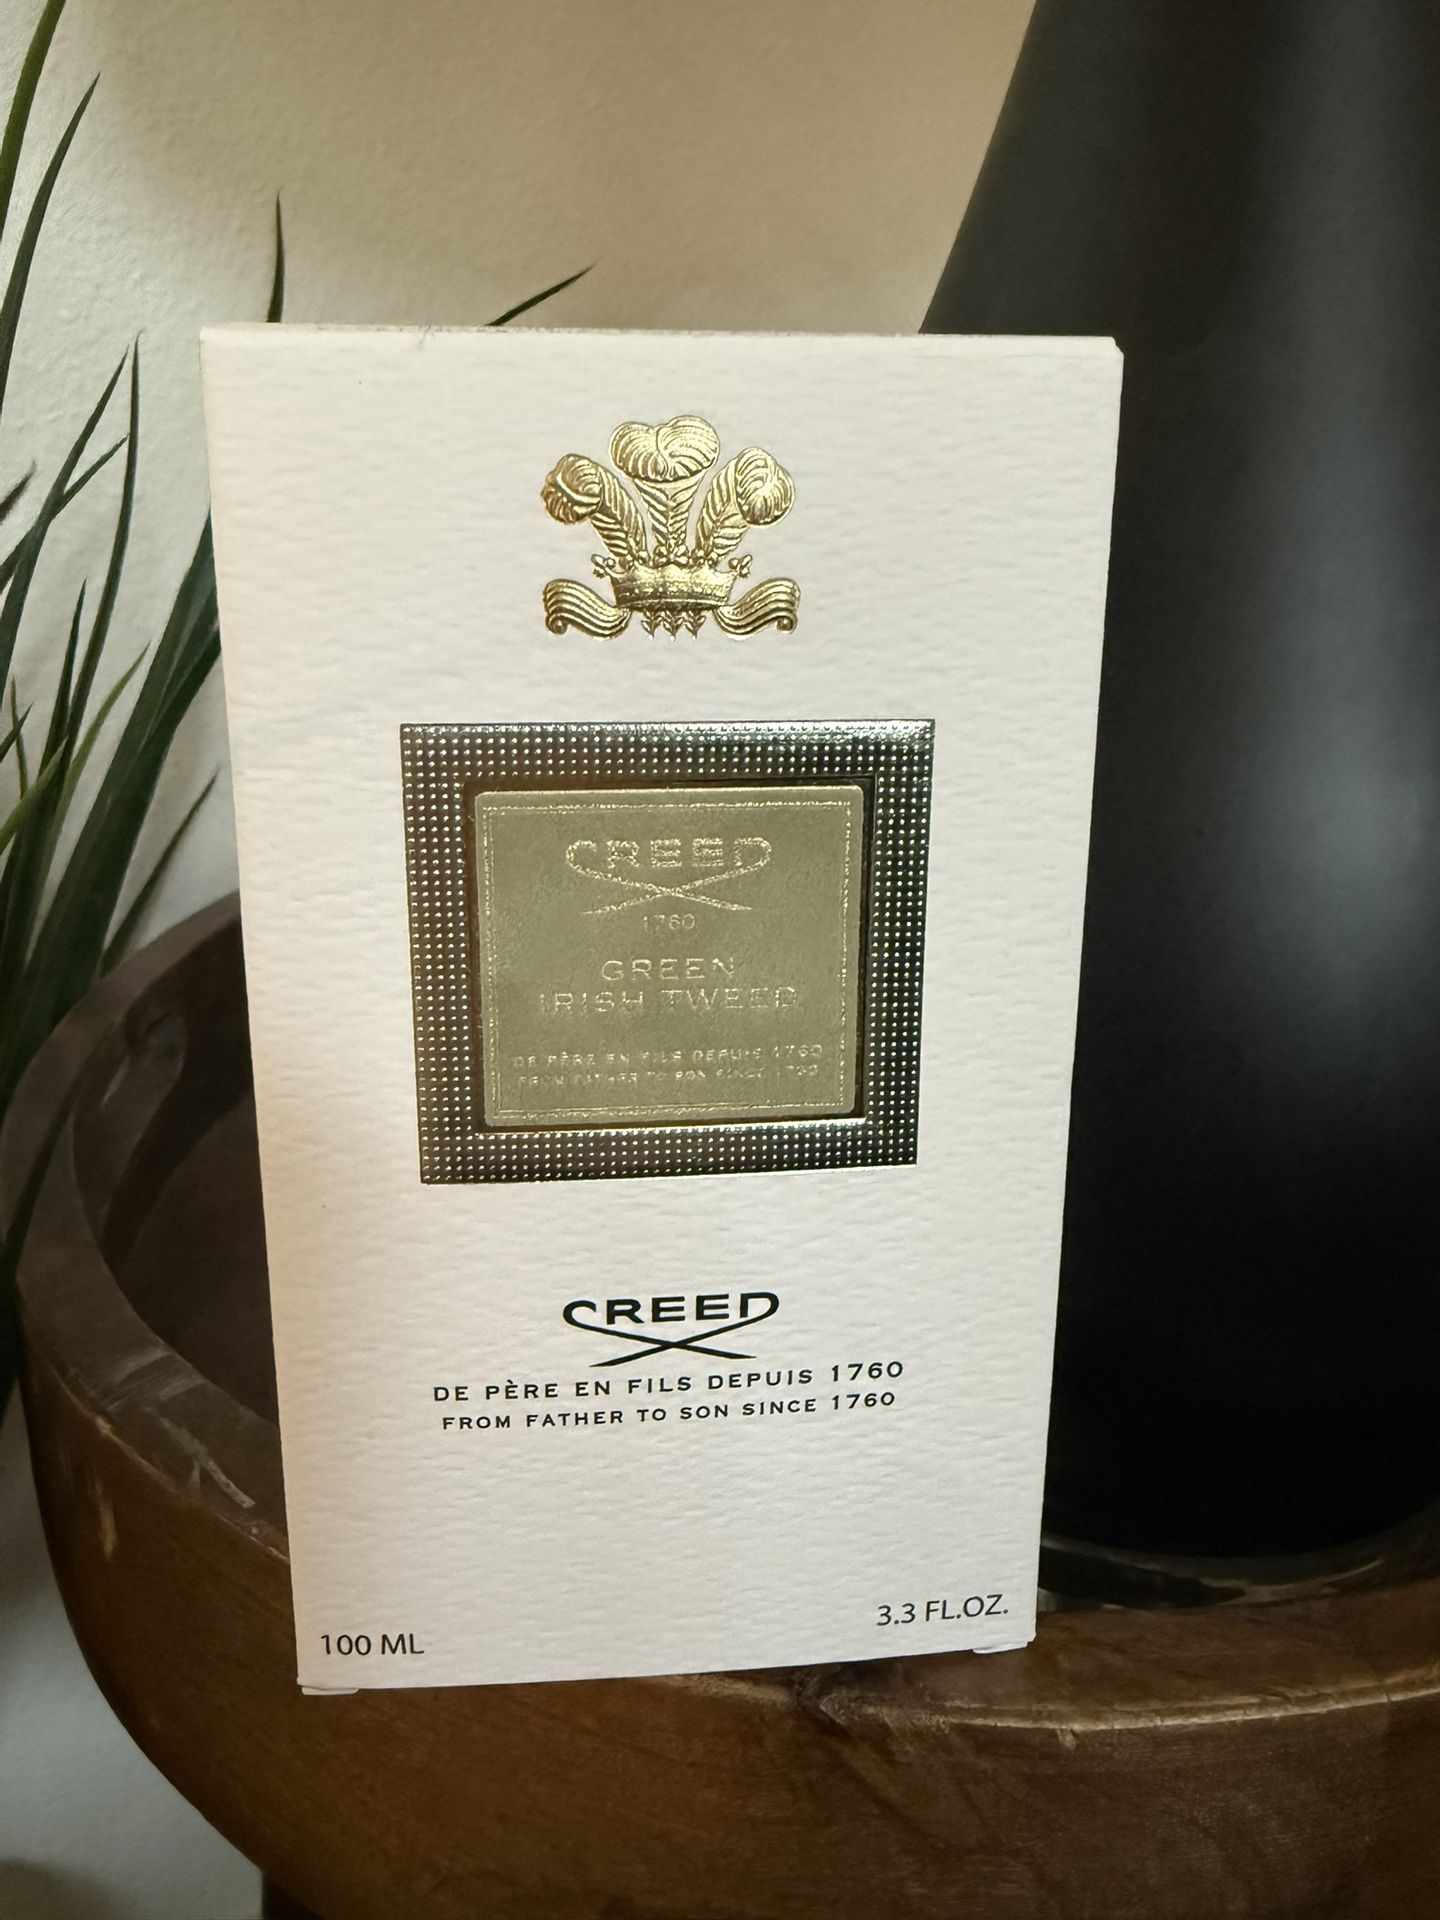 CREED
1760
GREEN
IRISH TWEED
DE PÈRE EN FILS DEPUIS 1760
FROM FATHER TO SON SINCE 1760
CREED
DE PÈRE EN FILS DEPUIS 1760
FROM FATHER TO SON SINCE 1760
100 ML
3.3 FL.OZ.